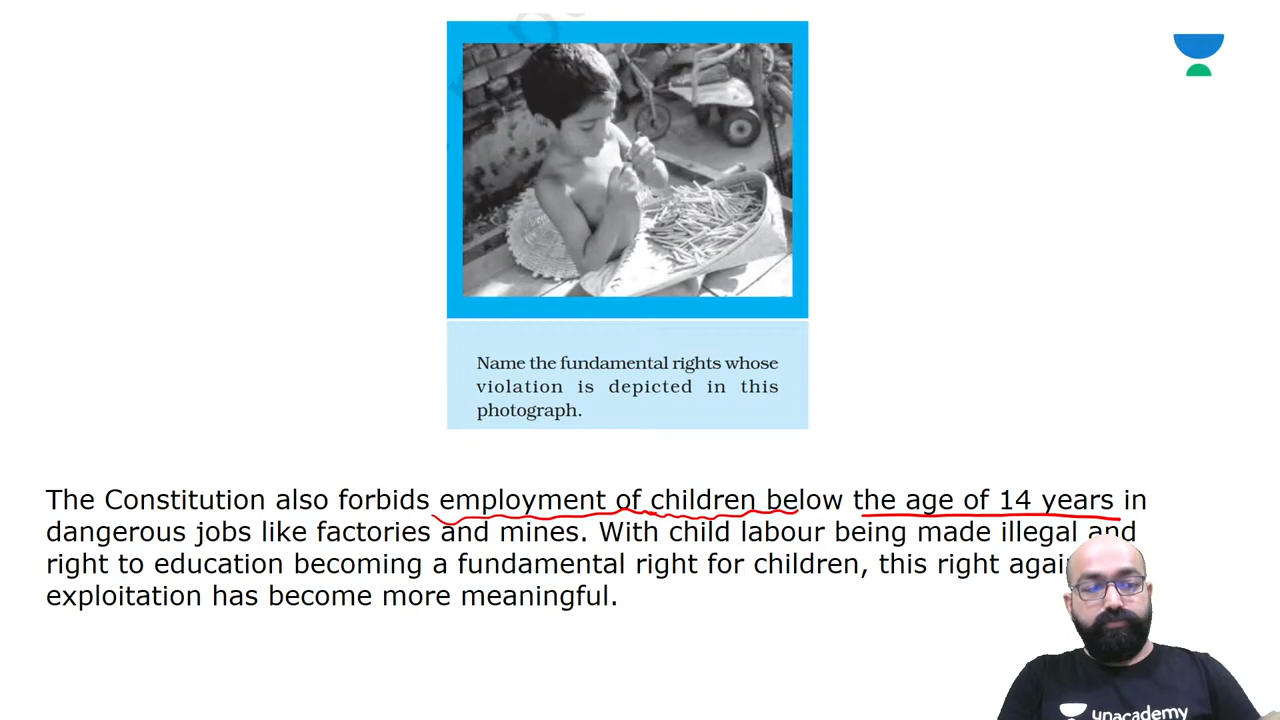 Name the fundamental rights whose
violation is depicted in this
photograph.
The Constitution also forbids employment of children below the age of 14 years in
dangerous jobs like factories and mines. With child labour being made illegal and
right to education becoming a fundamental right for children, this right
exploitation has become more meaningful.
unacademy